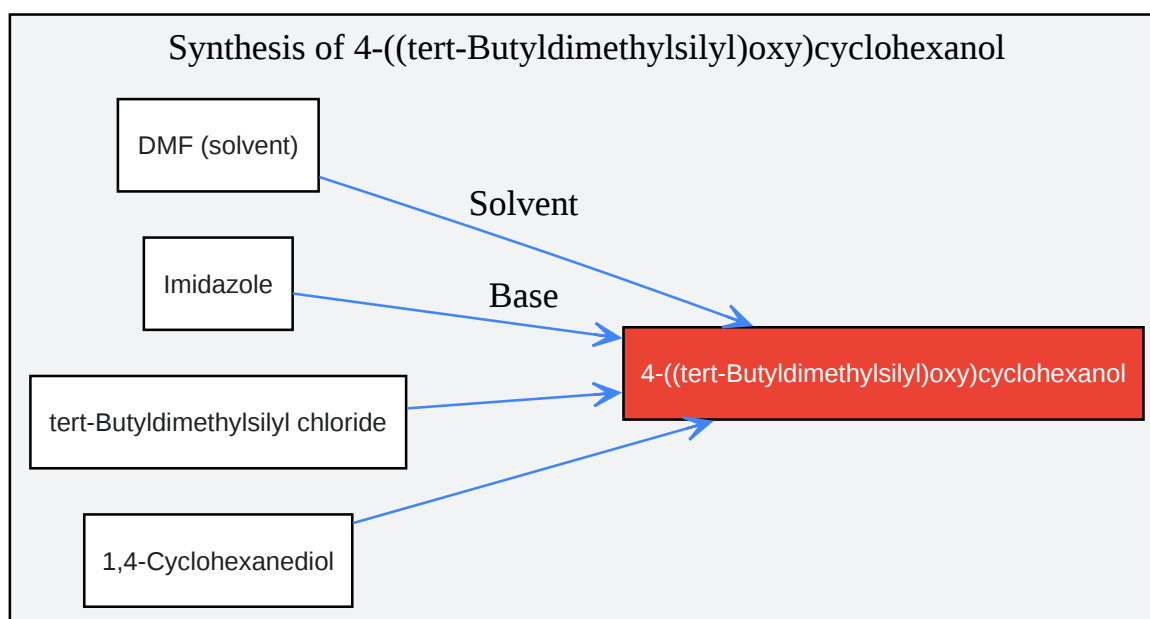 Synthesis of 4-((tert-Butyldimethylsilyl)oxy)cyclohexanol
DMF (solvent)
Solvent
Imidazole
Base
4-((tert-Butyldimethylsilyl)oxy)cyclohexanol
tert-Butyldimethylsilyl chloride
1,4-Cyclohexanediol